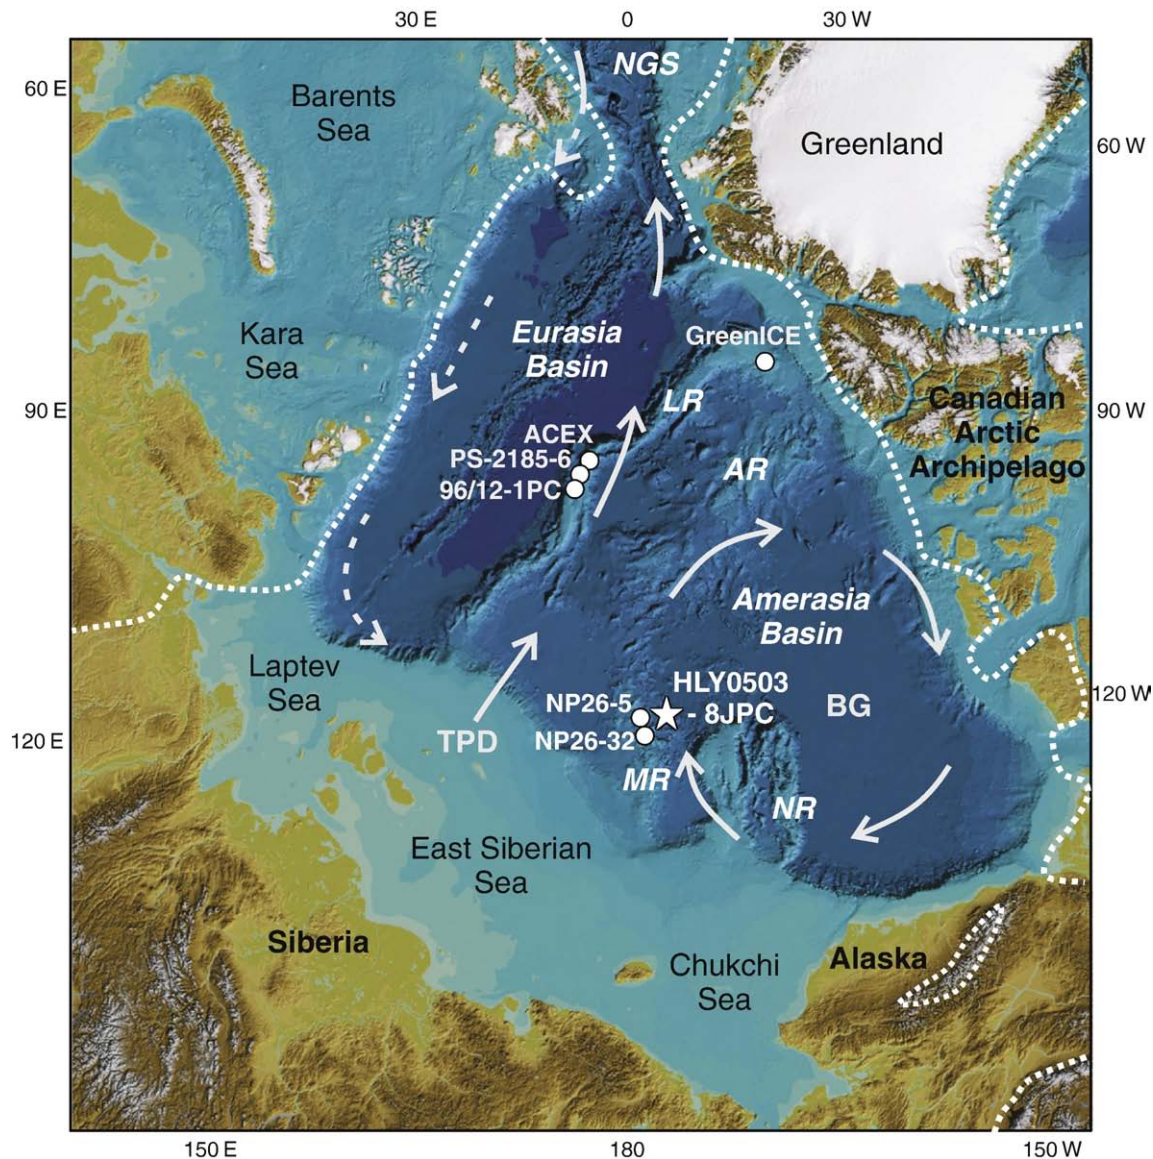 30 E
0
30 W
60 E
NGS
Barents
Sea
Greenland
60 W
Kara
Sea
Eurasia
Basin
GreenICE
LR
90 E
Canadian
Arctic
Archipelago
90 W
ACEX
PS-2185-6
96/12-1PC
AR
Amerasia
Basin
Laptev
Sea
HLY0503
- 8JPC
NP26-5
NP26-32
BG
120 W
120 E
TPD
MR
NR
East Siberian
Sea
Siberia
Chukchi
Sea
Alaska
150 E
180
150 W